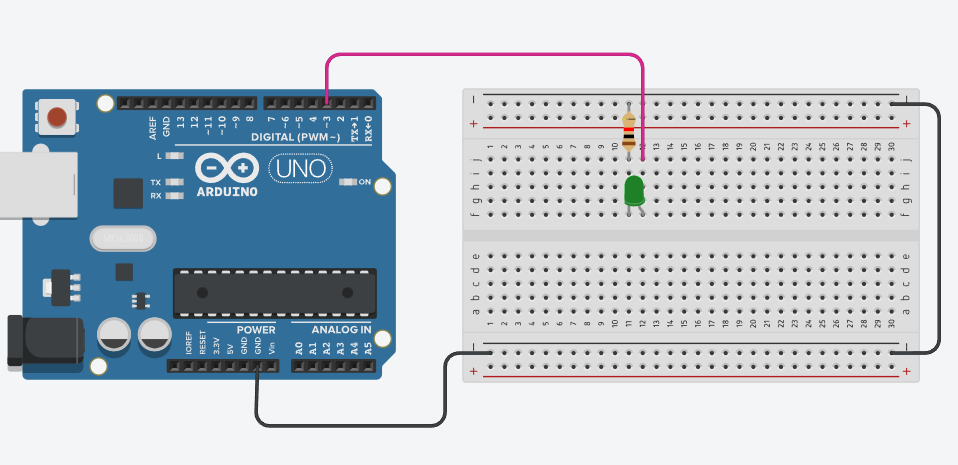 AREF
GND
13
12
~11
~10
~9
8
7
~6
~5
4
~3
2
TX→1
RX←0
DIGITAL (PWM~)
L
TX
RX
UNO
ON
ARDUINO
POWER
ANALOG IN
IOREF
RESET
3.3V
5V
GND
GND
Vin
A0
A1
A2
A3
A4
A5
− −
+ +
1 2 3 4 5 6 7 8 9 10 11 12 13 14 15 16 17 18 19 20 21 22 23 24 25 26 27 28 29 30
j j
i i
h h
g g
f f
e e
d d
c c
b b
a a
1 2 3 4 5 6 7 8 9 10 11 12 13 14 15 16 17 18 19 20 21 22 23 24 25 26 27 28 29 30
− −
+ +